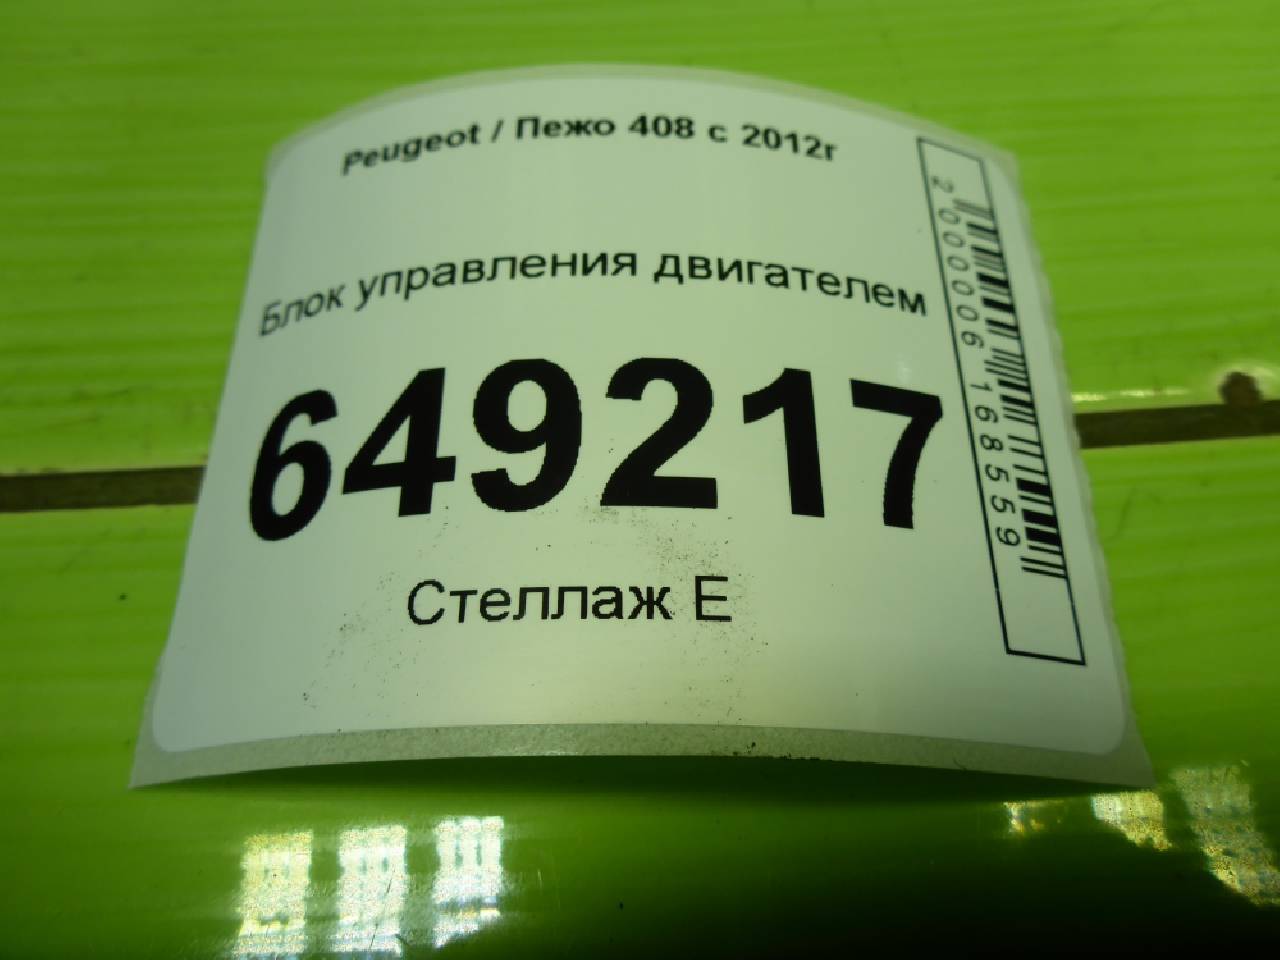 Peugeot / Пежо 408 с 2012г
Блок управления двигателем
649217
Стеллаж Е
2000006168559